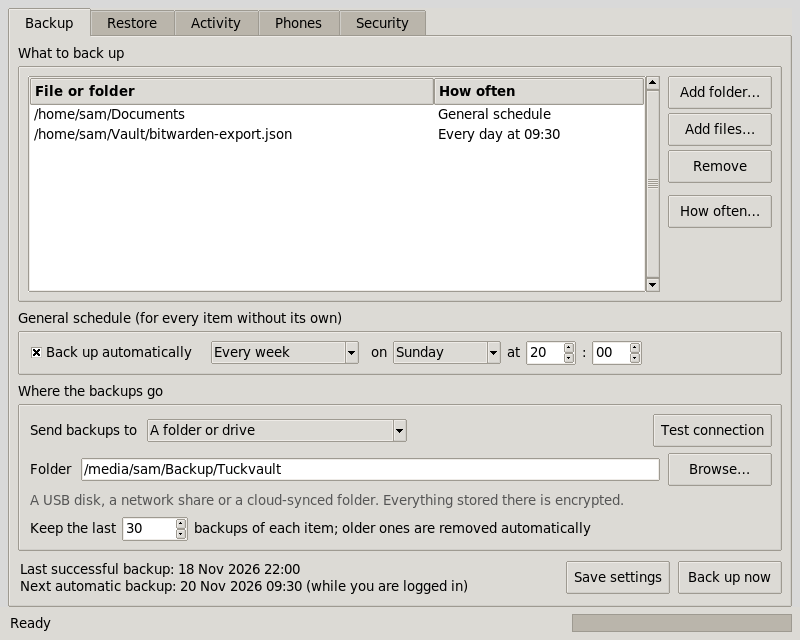 Backup Restore Activity Phones Security
What to back up
File or folder How often
/home/sam/Documents General schedule
/home/sam/Vault/bitwarden-export.json Every day at 09:30
Add folder...
Add files...
Remove
How often...
General schedule (for every item without its own)
Back up automatically Every week on Sunday at 20 : 00
Where the backups go
Send backups to A folder or drive Test connection
Folder /media/sam/Backup/Tuckvault Browse...
A USB disk, a network share or a cloud-synced folder. Everything stored there is encrypted.
Keep the last 30 backups of each item; older ones are removed automatically
Last successful backup: 18 Nov 2026 22:00
Next automatic backup: 20 Nov 2026 09:30 (while you are logged in)
Save settings Back up now
Ready